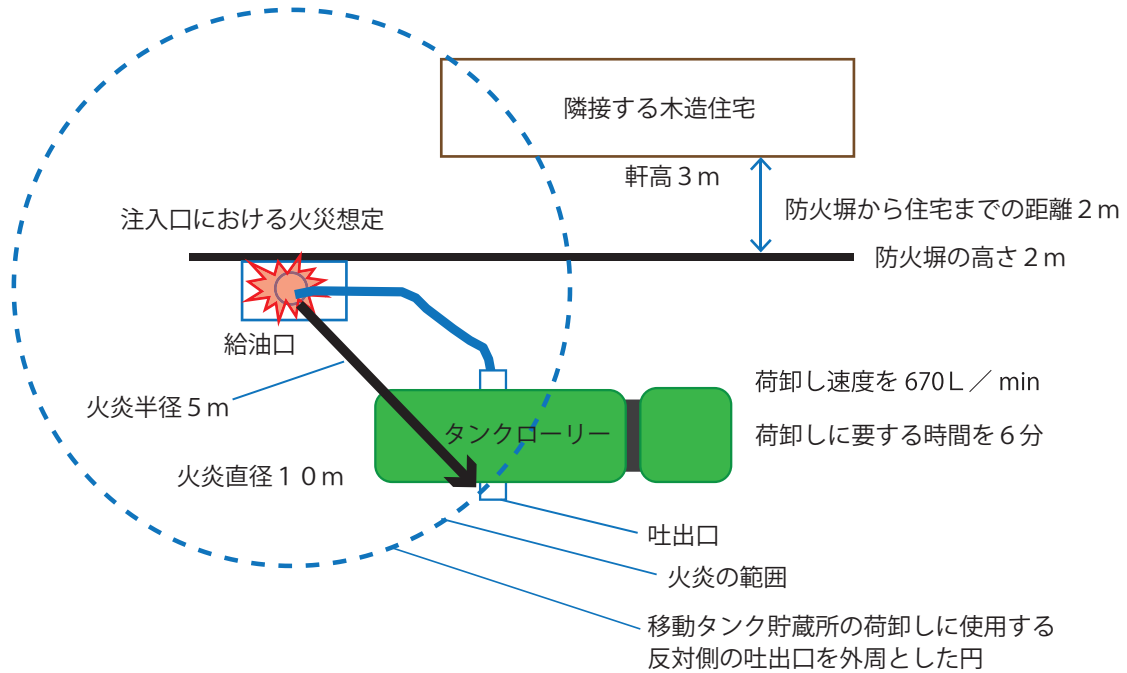 隣接する木造住宅
軒高３ｍ
注入口における火災想定
防火塀から住宅までの距離２ｍ
防火塀の高さ２ｍ
給油口
荷卸し速度を 670Ｌ／ min
火炎半径５ｍ
タンクローリー
荷卸しに要する時間を６分
火炎直径１０ｍ
吐出口
火炎の範囲
移動タンク貯蔵所の荷卸しに使用する
反対側の吐出口を外周とした円